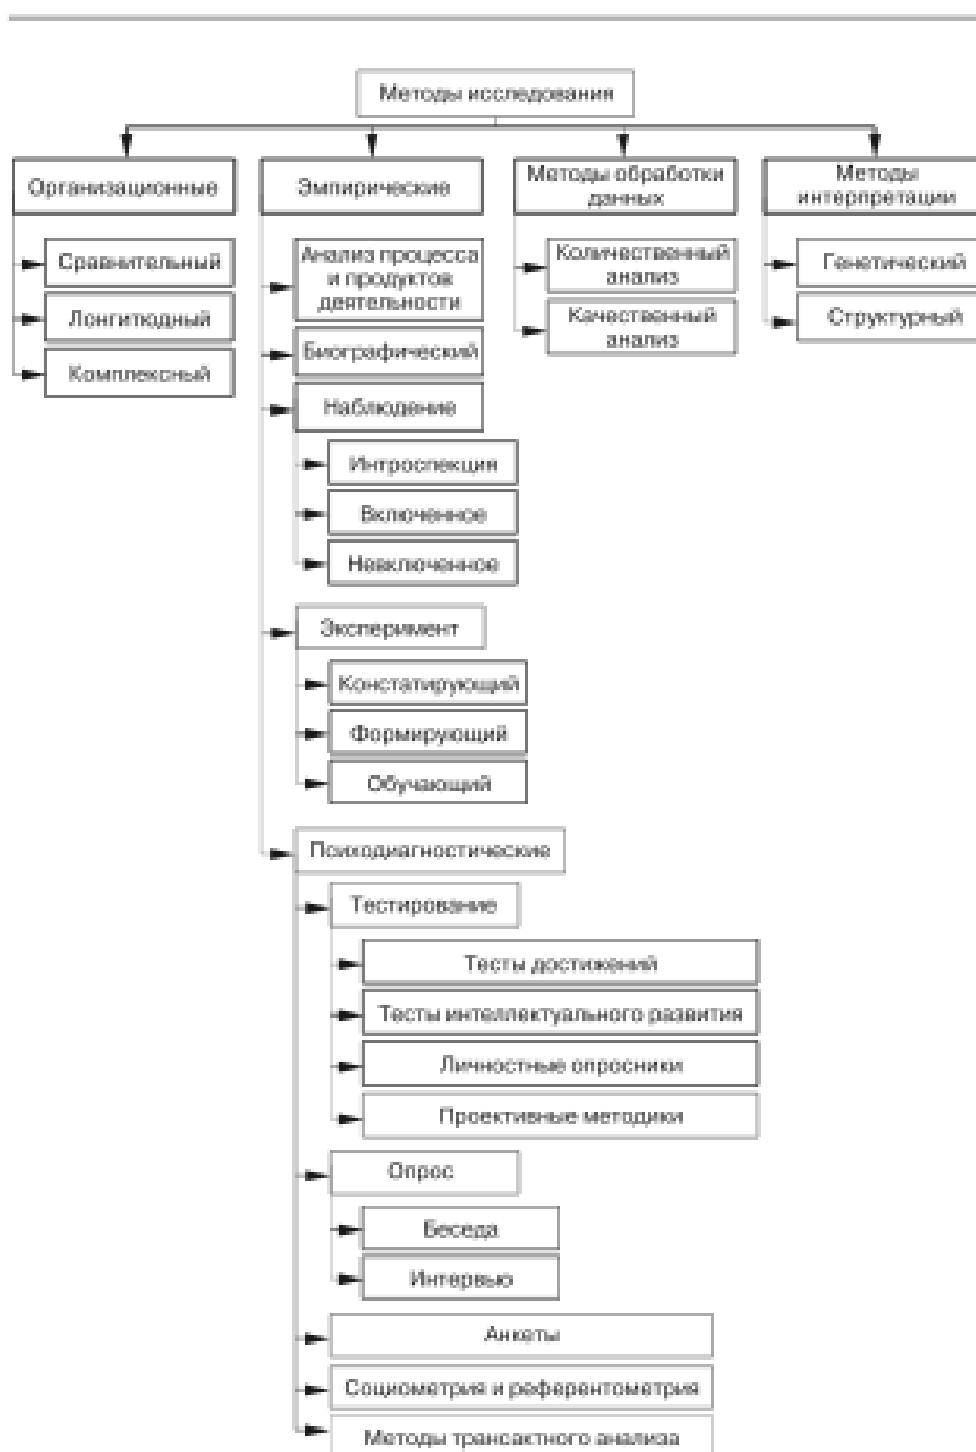 Методы исследования
Организационные
Сравнительный
Лонгитюдный
Комплексный
Эмпирические
Анализ процесса
и продуктов
деятельности
Биографический
Наблюдение
Интроспекция
Включенное
Невключенное
Эксперимент
Констатирующий
Формирующий
Обучающий
Психодиагностические
Тестирование
Тесты достижений
Тесты интеллектуального развития
Личностные опросники
Проективные методики
Опрос
Беседа
Интервью
Анкеты
Социометрия и референтометрия
Методы трансактного анализа
Методы обработки
данных
Количественный
анализ
Качественный
анализ
Методы
интерпретации
Генетический
Структурный